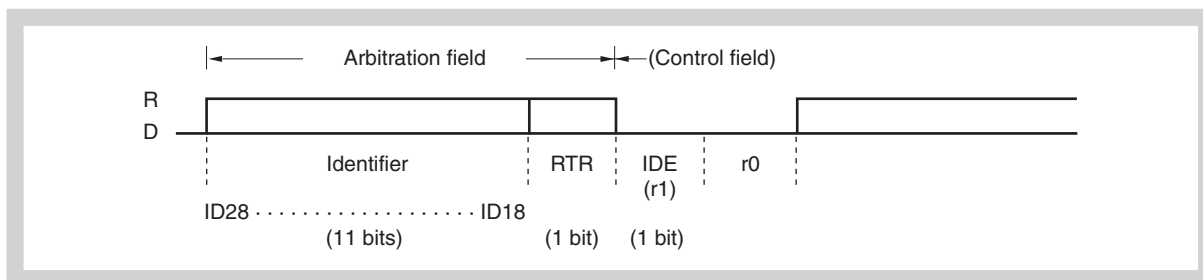 Arbitration field (Control field)
R
D
Identifier RTR IDE r0
(r1)
ID28 · · · · · · · · · · · · · · · · · · · ID18
(11 bits) (1 bit) (1 bit)